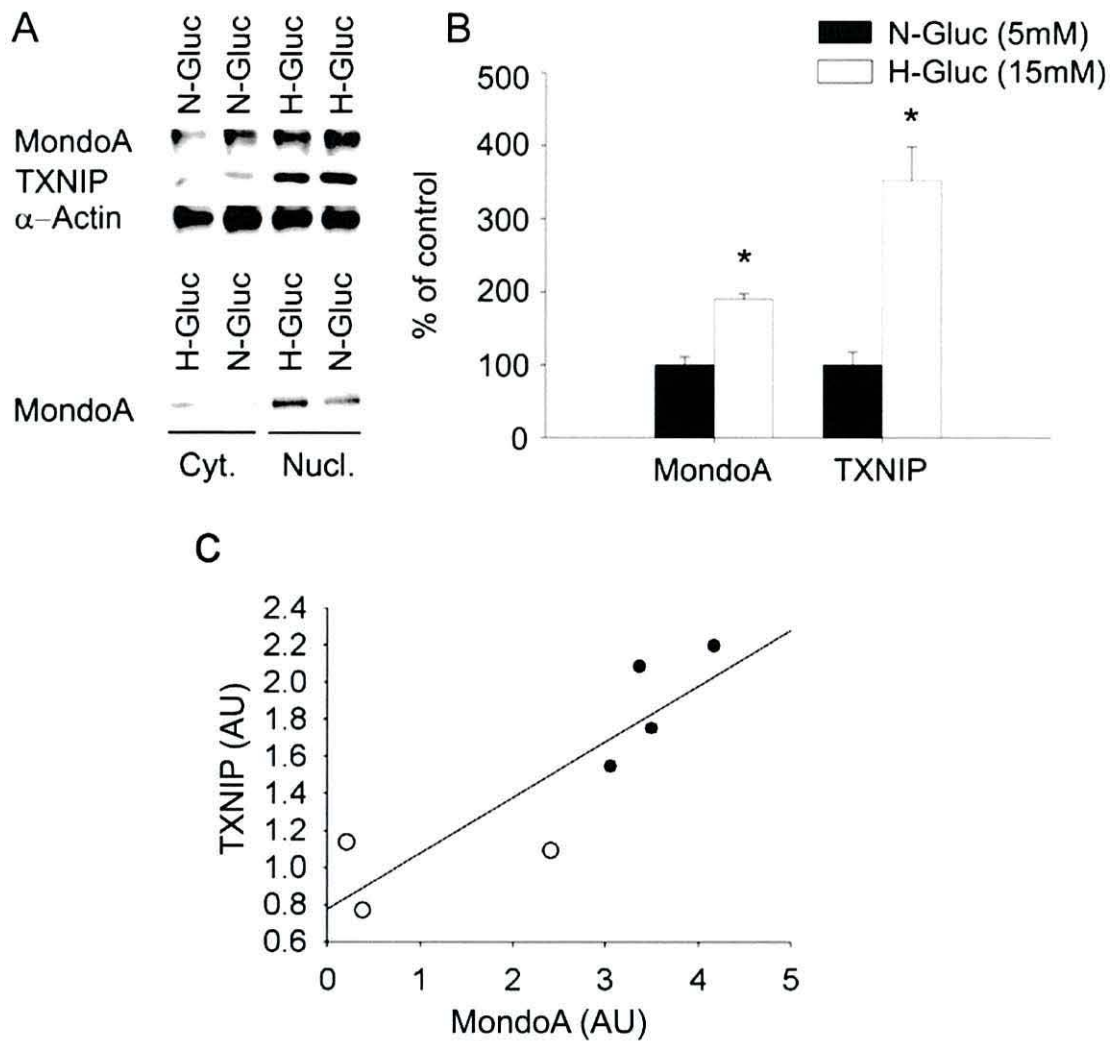 A
N-Gluc N-Gluc H-Gluc H-Gluc
MondoA
TXNIP
α–Actin
H-Gluc N-Gluc H-Gluc N-Gluc
MondoA
Cyt. Nucl.
B
N-Gluc (5mM)
H-Gluc (15mM)
% of control
500
400
300
200
100
0
*
*
MondoA TXNIP
C
TXNIP (AU)
2.4
2.2
2.0
1.8
1.6
1.4
1.2
1.0
0.8
0.6
0 1 2 3 4 5
MondoA (AU)